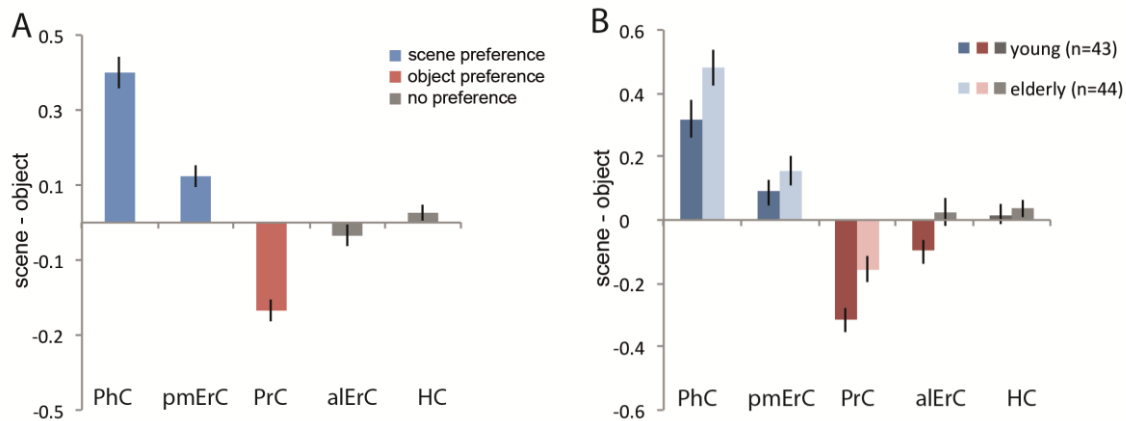 A
scene - object
0.5
0.3
0.1
-0.1
-0.2
-0.5
scene preference
object preference
no preference
PhC pmErC PrC alErC HC
B
scene - object
0.6
0.4
0.2
0
-0.2
-0.4
-0.6
young (n=43)
elderly (n=44)
PhC pmErC PrC alErC HC